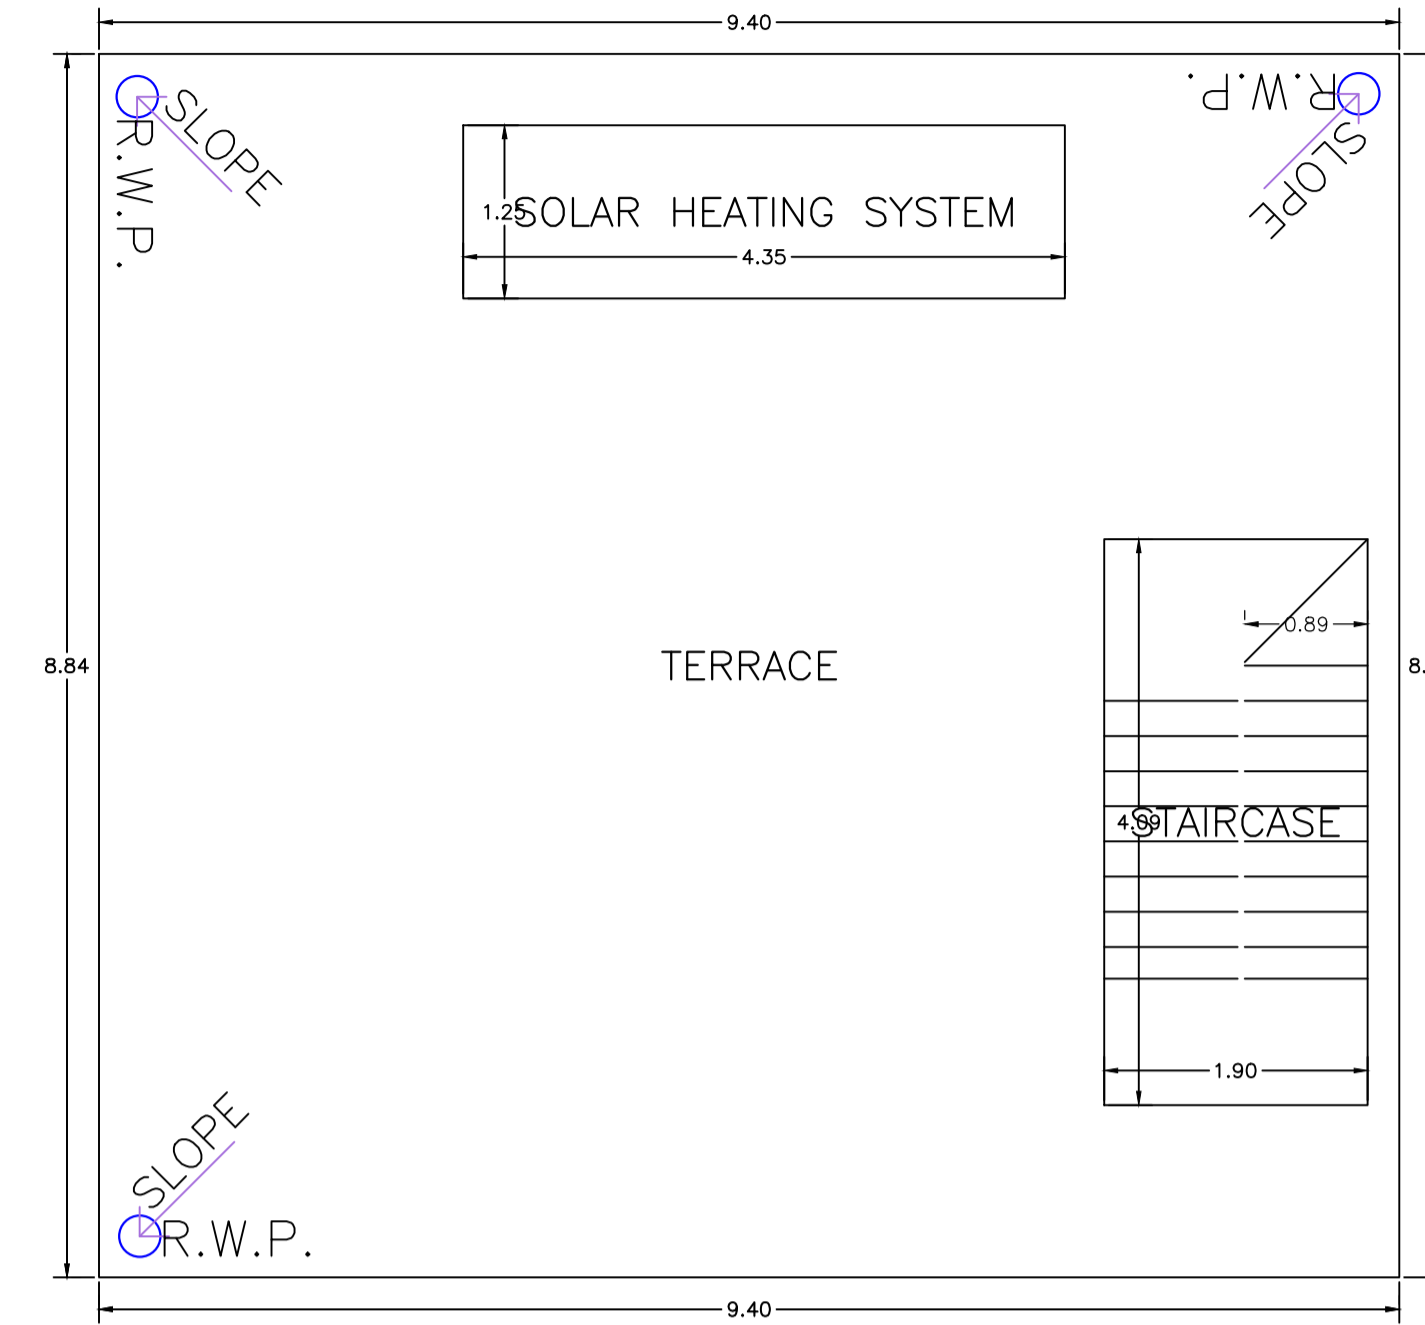 9.40
SLOPE
R.W.P.
R.W.P.
SLOPE
1.25
SOLAR HEATING SYSTEM
4.35
0.89
8.84
TERRACE
8.
4.09
STAIRCASE
1.90
SLOPE
R.W.P.
9.40